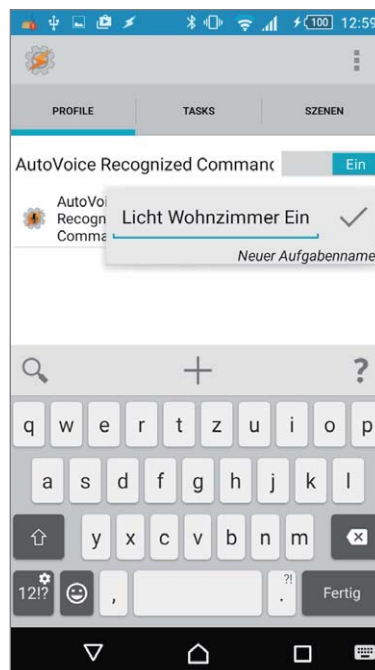 100 12:59
PROFILE TASKS SZENEN
AutoVoice Recognized Command Ein
AutoVoi
Recogn
Comma
Licht Wohnzimmer Ein
Neuer Aufgabenname
?
q w e r t z u i o p
a s d f g h j k l
y x c v b n m
12!? , ?! . Fertig